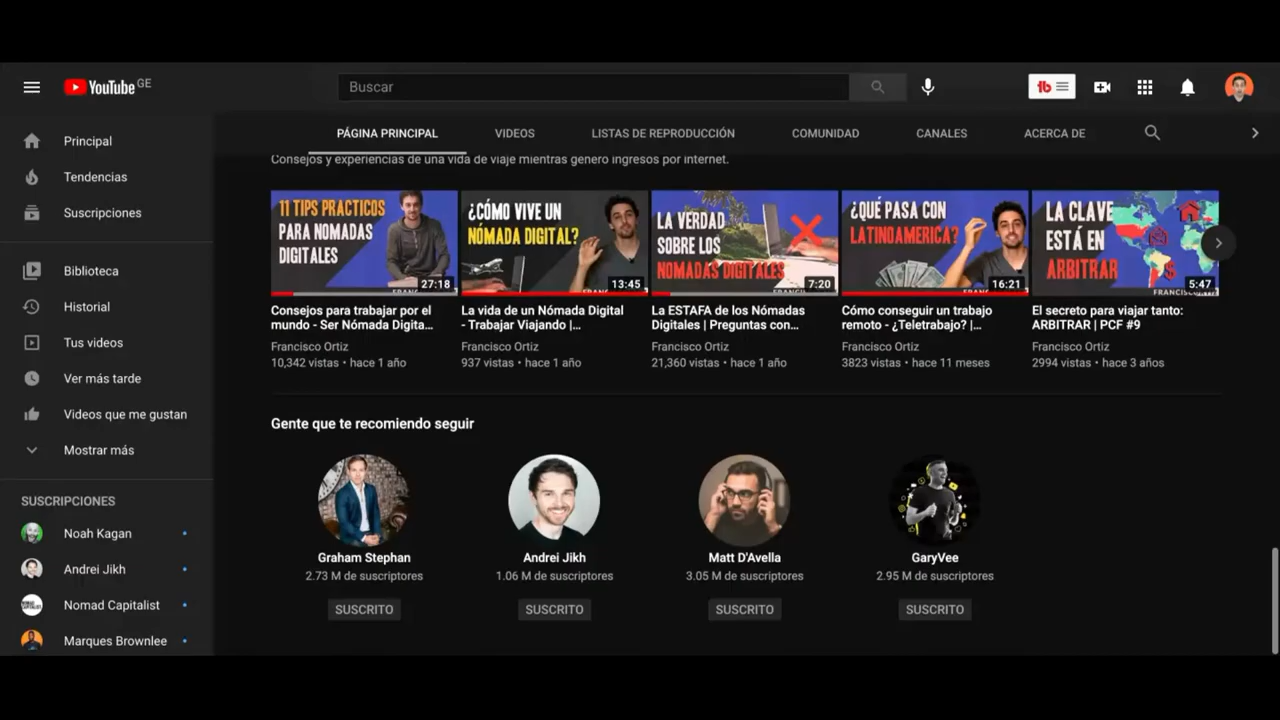 YouTube GE
Buscar
PÁGINA PRINCIPAL VIDEOS LISTAS DE REPRODUCCIÓN COMUNIDAD CANALES ACERCA DE
Principal
Tendencias
Suscripciones
Biblioteca
Historial
Tus videos
Ver más tarde
Videos que me gustan
Mostrar más
SUSCRIPCIONES
Noah Kagan
Andrei Jikh
Nomad Capitalist
Marques Brownlee
Consejos y experiencias de una vida de viaje mientras genero ingresos por internet.
11 TIPS PRACTICOS
PARA NOMADAS
DIGITALES
27:18
Consejos para trabajar por el
mundo - Ser Nómada Digita...
Francisco Ortiz
10,342 vistas • hace 1 año
¿CÓMO VIVE UN
NÓMADA DIGITAL?
13:45
La vida de un Nómada Digital
- Trabajar Viajando |...
Francisco Ortiz
937 vistas • hace 1 año
LA VERDAD
SOBRE LOS
NOMADAS DIGITALES
7:20
La ESTAFA de los Nómadas
Digitales | Preguntas con...
Francisco Ortiz
21,360 vistas • hace 1 año
¿QUÉ PASA CON
LATINOAMERICA?
16:21
Cómo conseguir un trabajo
remoto - ¿Teletrabajo? |...
Francisco Ortiz
3823 vistas • hace 11 meses
LA CLAVE
ESTÁ EN
ARBITRAR
5:47
El secreto para viajar tanto:
ARBITRAR | PCF #9
Francisco Ortiz
2994 vistas • hace 3 años
Gente que te recomiendo seguir
Graham Stephan
2.73 M de suscriptores
SUSCRITO
Andrei Jikh
1.06 M de suscriptores
SUSCRITO
Matt D'Avella
3.05 M de suscriptores
SUSCRITO
GaryVee
2.95 M de suscriptores
SUSCRITO